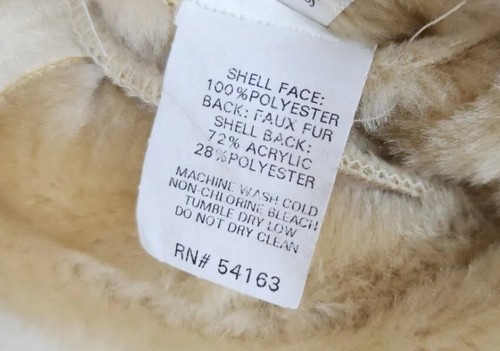 SHELL FACE:
100%POLYESTER
BACK: FAUX FUR
SHELL BACK:
72% ACRYLIC
28%POLYESTER
MACHINE WASH COLD
NON-CHLORINE BLEACH
TUMBLE DRY LOW
DO NOT DRY CLEAN
RN# 54163